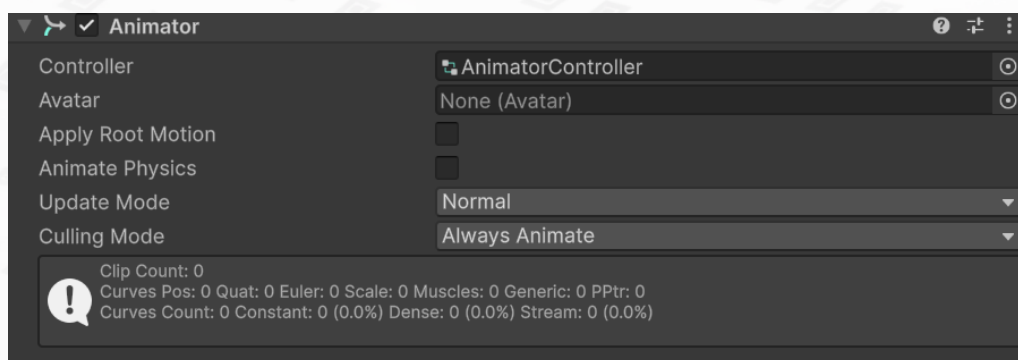 Animator
Controller AnimatorController
Avatar None (Avatar)
Apply Root Motion
Animate Physics
Update Mode Normal
Culling Mode Always Animate
Clip Count: 0
Curves Pos: 0 Quat: 0 Euler: 0 Scale: 0 Muscles: 0 Generic: 0 PPtr: 0
Curves Count: 0 Constant: 0 (0.0%) Dense: 0 (0.0%) Stream: 0 (0.0%)